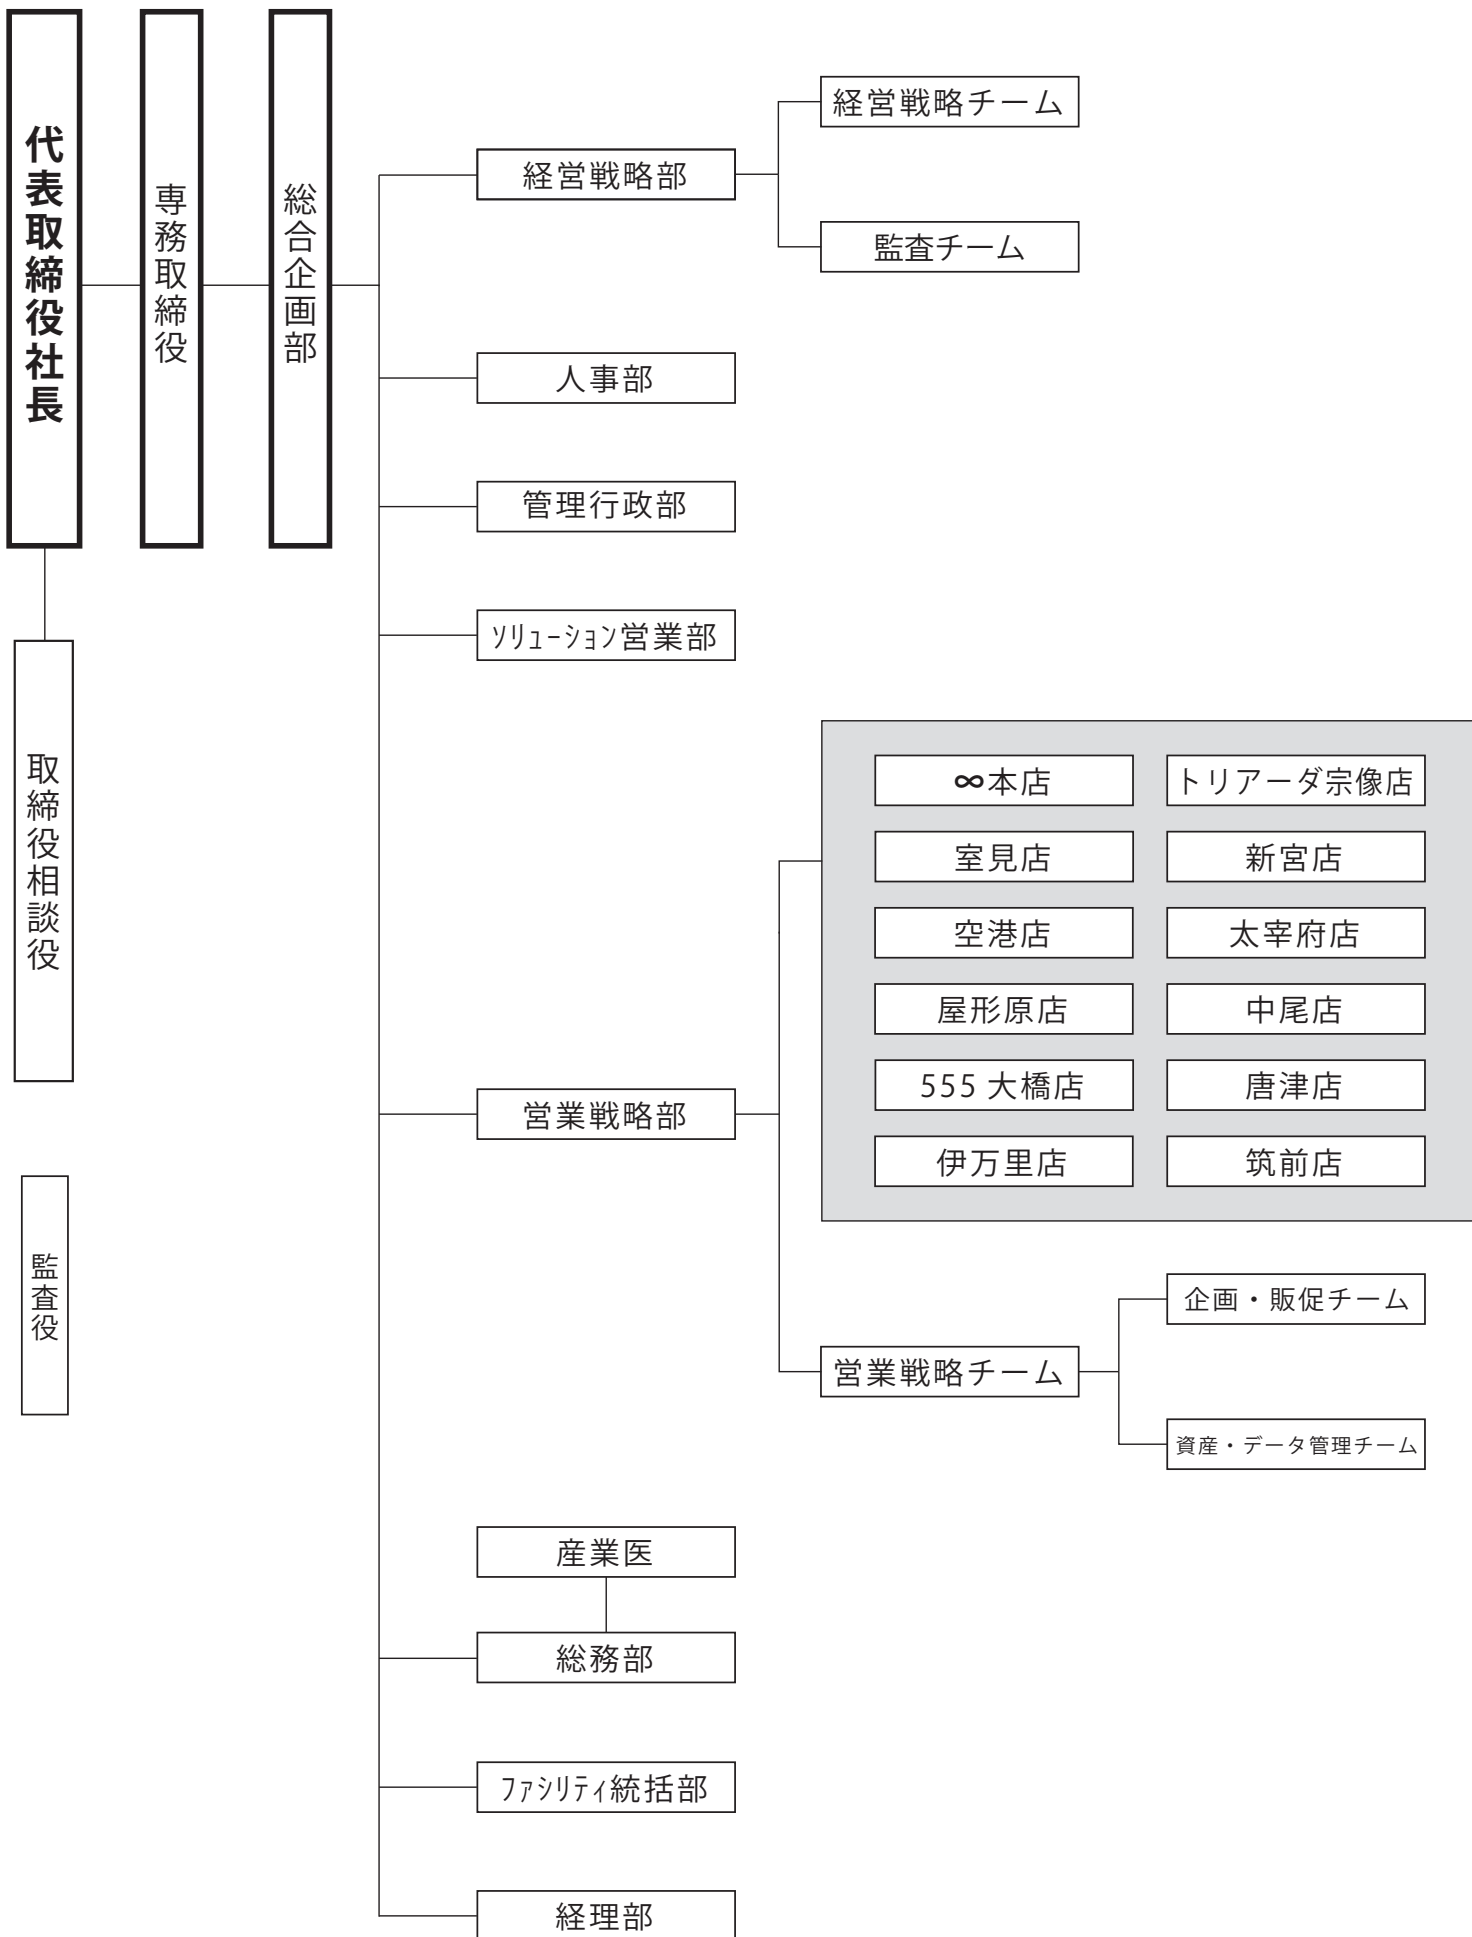 代表取締役社長
専務取締役
総合企画部
取締役相談役
監査役
経営戦略部
経営戦略チーム
監査チーム
人事部
管理行政部
ｿﾘｭｰｼｮﾝ営業部
営業戦略部
∞本店
トリアーダ宗像店
室見店
新宮店
空港店
太宰府店
屋形原店
中尾店
555 大橋店
唐津店
伊万里店
筑前店
営業戦略チーム
企画・販促チーム
資産・データ管理チーム
産業医
総務部
ﾌｧｼﾘﾃｨ統括部
経理部